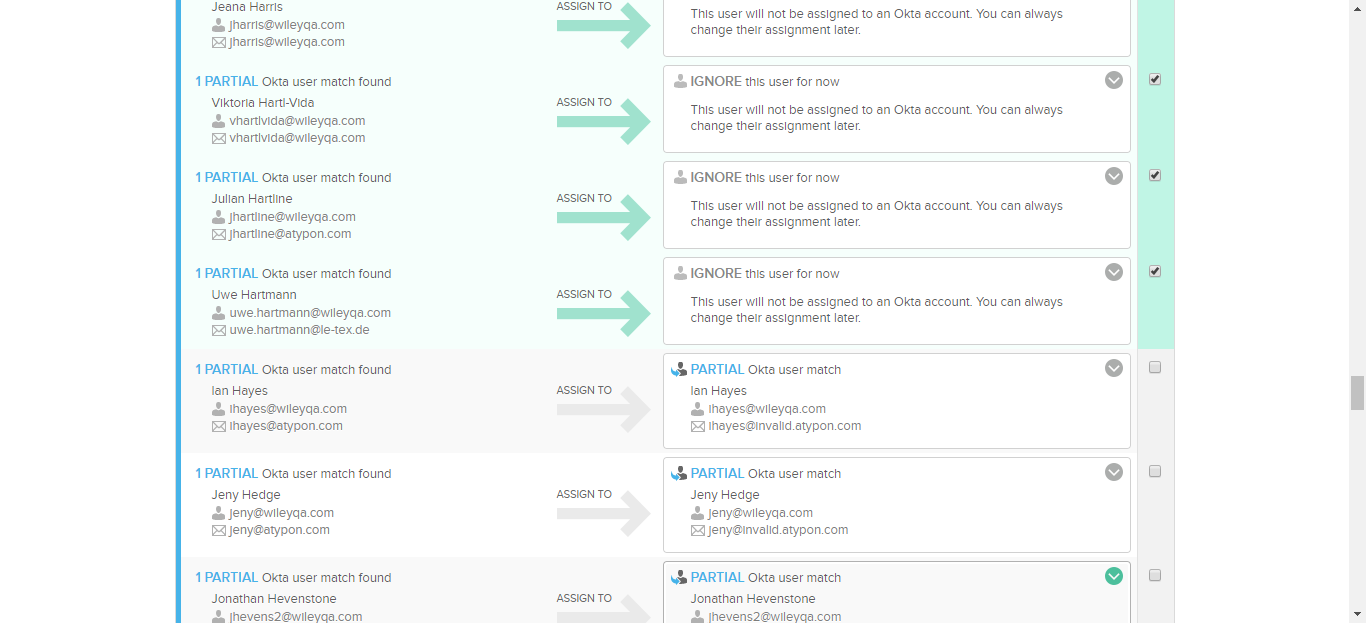 Jeana Harris
jharris@wileyqa.com
jharris@wileyqa.com
ASSIGN TO
This user will not be assigned to an Okta account. You can always
change their assignment later.
1 PARTIAL Okta user match found
Viktoria Hartl-Vida
vhartlvida@wileyqa.com
vhartlvida@wileyqa.com
ASSIGN TO
IGNORE this user for now
This user will not be assigned to an Okta account. You can always
change their assignment later.
1 PARTIAL Okta user match found
Julian Hartline
jhartline@wileyqa.com
jhartline@atypon.com
ASSIGN TO
IGNORE this user for now
This user will not be assigned to an Okta account. You can always
change their assignment later.
1 PARTIAL Okta user match found
Uwe Hartmann
uwe.hartmann@wileyqa.com
uwe.hartmann@le-tex.de
ASSIGN TO
IGNORE this user for now
This user will not be assigned to an Okta account. You can always
change their assignment later.
1 PARTIAL Okta user match found
Ian Hayes
ihayes@wileyqa.com
ihayes@atypon.com
ASSIGN TO
PARTIAL Okta user match
Ian Hayes
ihayes@wileyqa.com
ihayes@invalid.atypon.com
1 PARTIAL Okta user match found
Jeny Hedge
jeny@wileyqa.com
jeny@atypon.com
ASSIGN TO
PARTIAL Okta user match
Jeny Hedge
jeny@wileyqa.com
jeny@invalid.atypon.com
1 PARTIAL Okta user match found
Jonathan Hevenstone
jhevens2@wileyqa.com
ASSIGN TO
PARTIAL Okta user match
Jonathan Hevenstone
jhevens2@wileyqa.com